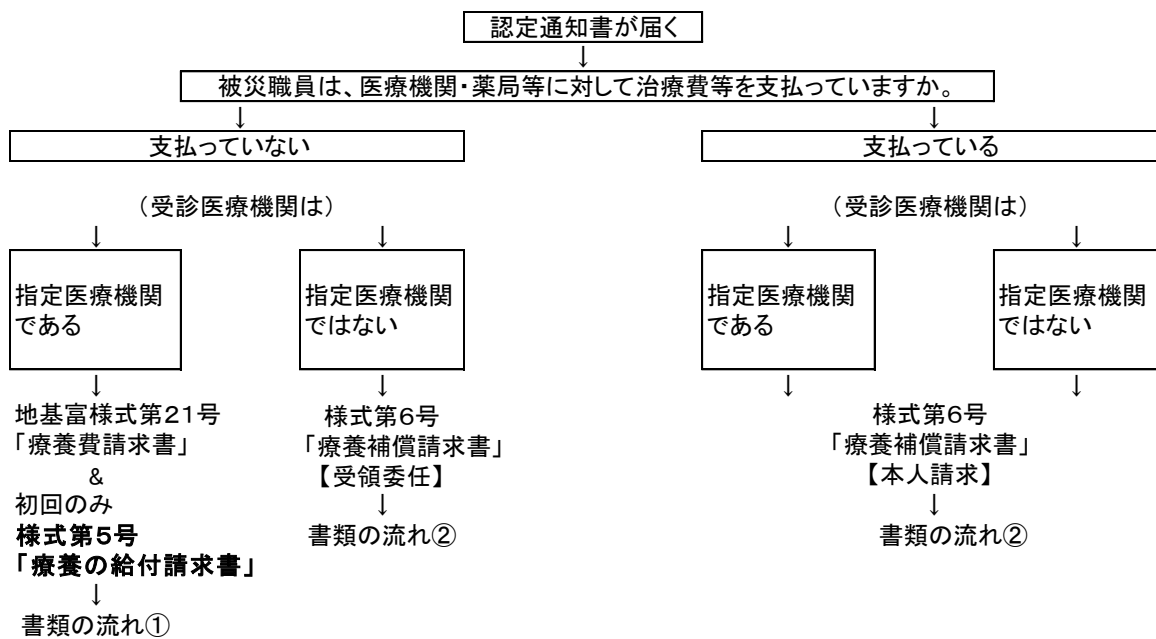 認定通知書が届く
↓
被災職員は、医療機関・薬局等に対して治療費等を支払っていますか。
↓ ↓
支払っていない
支払っている
（受診医療機関は）
（受診医療機関は）
↓ ↓ ↓ ↓
指定医療機関
である
指定医療機関
ではない
指定医療機関
である
指定医療機関
ではない
↓ ↓ ↓ ↓
地基富様式第２１号
「療養費請求書」
&
初回のみ
様式第５号
「療養の給付請求書」
↓
書類の流れ①
様式第６号
「療養補償請求書」
【受領委任】
↓
書類の流れ②
様式第６号
「療養補償請求書」
【本人請求】
↓
書類の流れ②